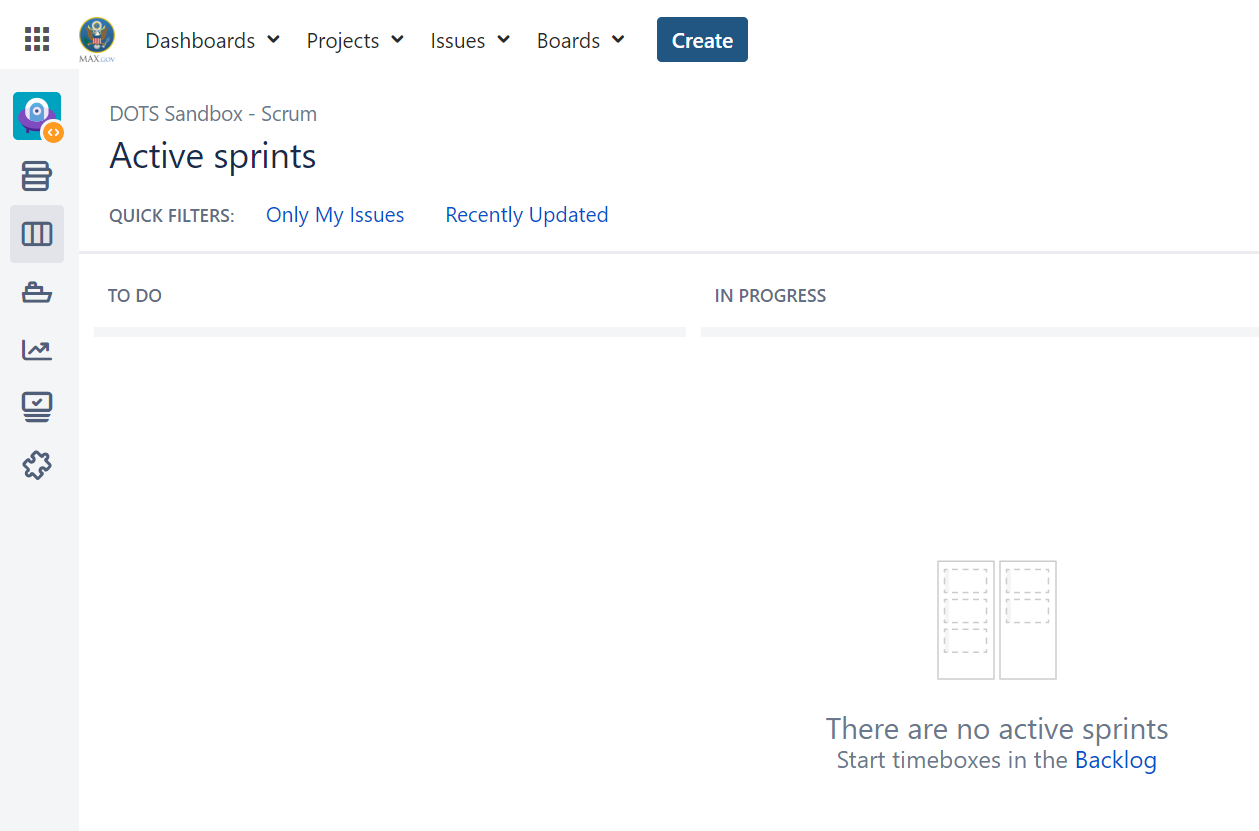 MAX.GOV
Dashboards Projects Issues Boards Create
DOTS Sandbox - Scrum
Active sprints
QUICK FILTERS: Only My Issues Recently Updated
TO DO IN PROGRESS
There are no active sprints
Start timeboxes in the Backlog